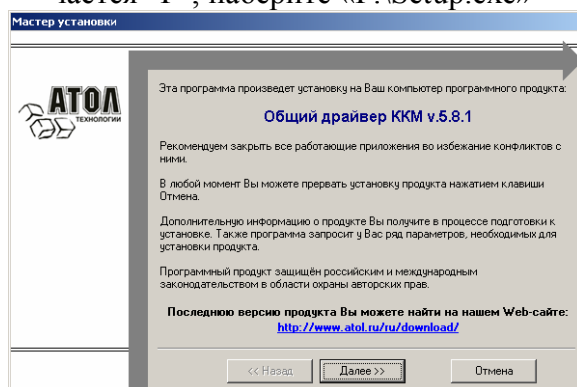 чается "F", наберите «F:\Setup.exe»
Мастер установки
АТОЛ
ТЕХНОЛОГИИ
Эта программа произведет установку на Ваш компьютер программного продукта:
Общий драйвер ККМ v.5.8.1
Рекомендуем закрыть все работающие приложения во избежание конфликтов с
ними.
В любой момент Вы можете прервать установку продукта нажатием клавиши
Отмена.
Дополнительную информацию о продукте Вы получите в процессе подготовки к
установке. Также программа запросит у Вас ряд параметров, необходимых для
установки продукта.
Программный продукт защищён российским и международным
законодательством в области охраны авторских прав.
Последнюю версию продукта Вы можете найти на нашем Web-сайте:
http://www.atol.ru/ru/download/
<< Назад
Далее >>
Отмена